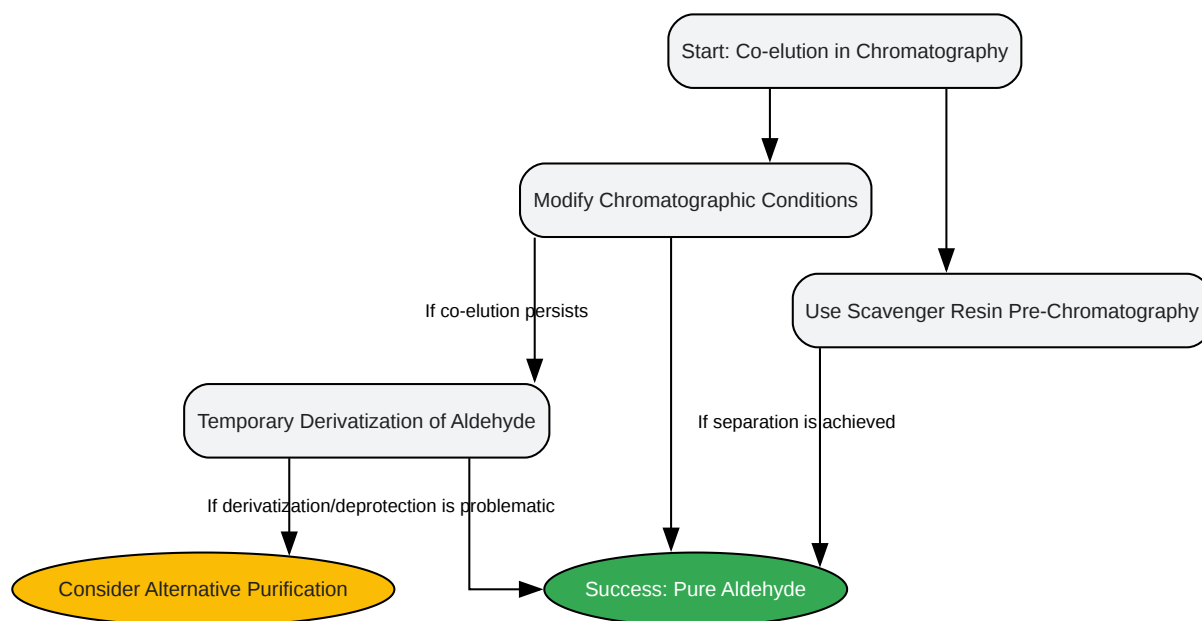 Start: Co-elution in Chromatography
Modify Chromatographic Conditions
Use Scavenger Resin Pre-Chromatography
If co-elution persists
Temporary Derivatization of Aldehyde
If separation is achieved
If derivatization/deprotection is problematic
Consider Alternative Purification
Success: Pure Aldehyde